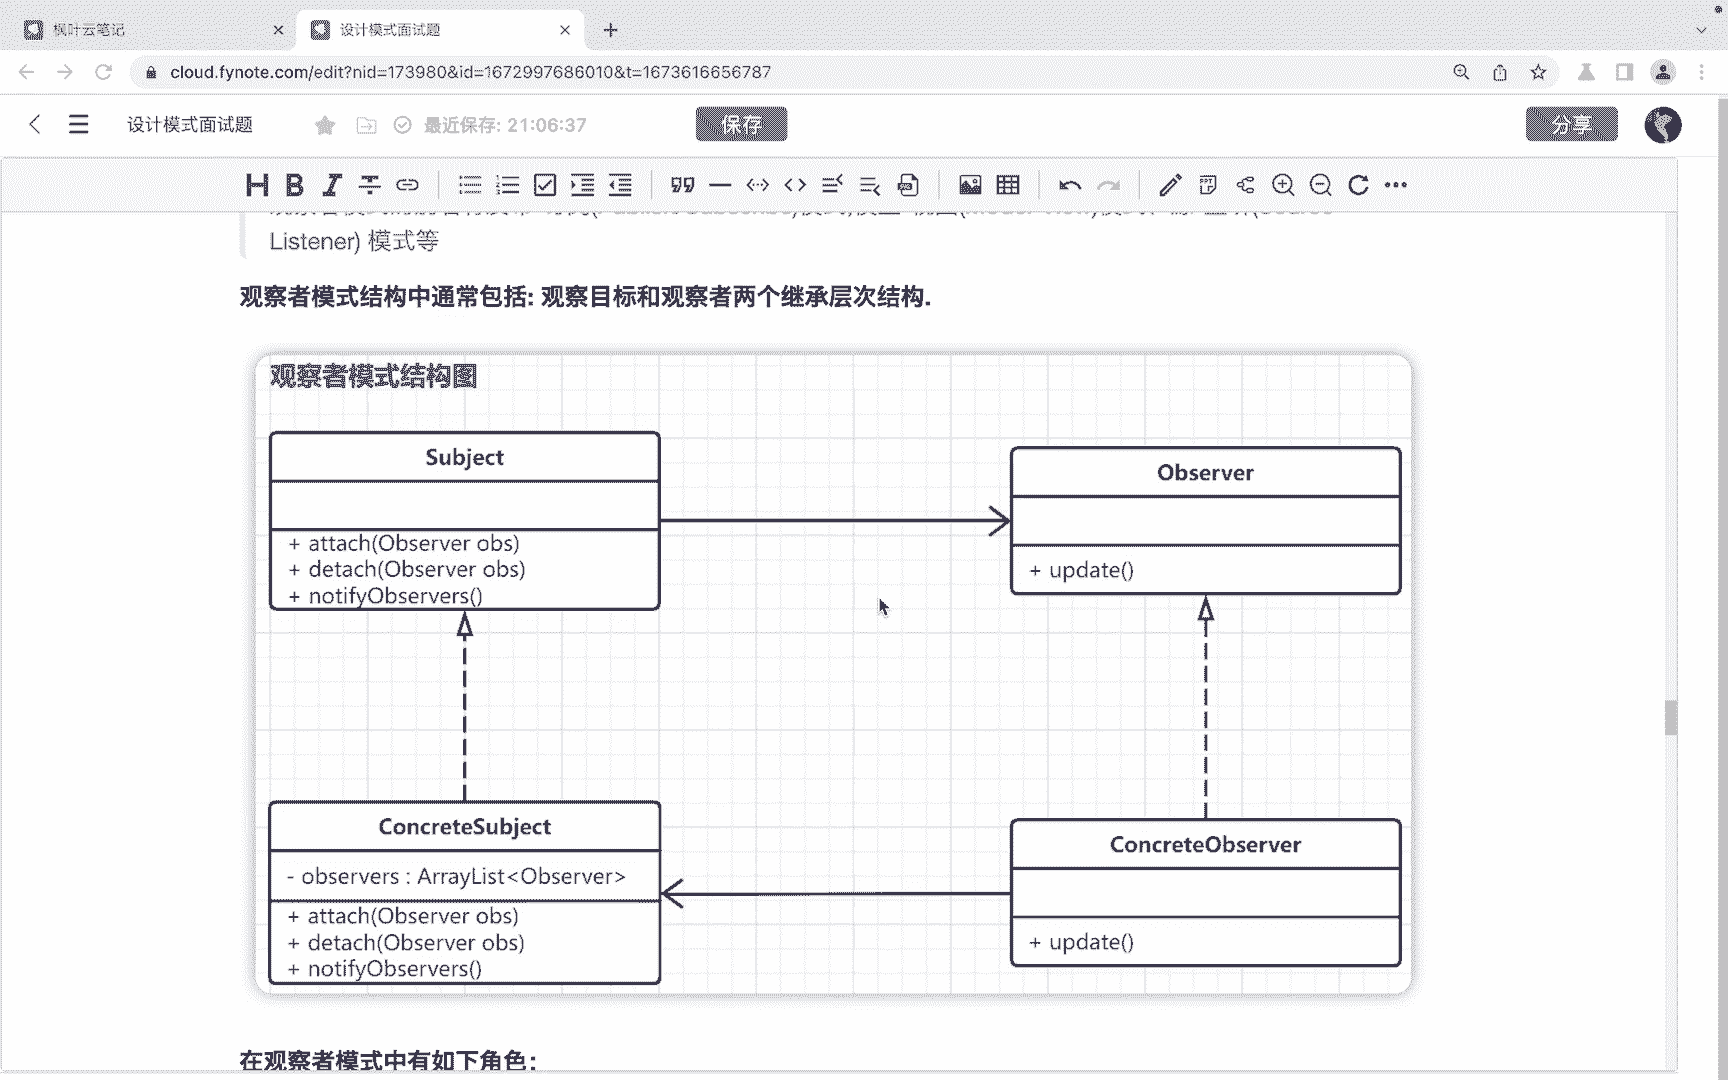 枫叶云笔记
设计模式面试题
cloud.fynote.com/edit?nid=173980&id=1672997686010&t=1673616656787
设计模式面试题
最近保存: 21:06:37
保存
分享
Listener) 模式等
观察者模式结构中通常包括: 观察目标和观察者两个继承层次结构.
观察者模式结构图
Subject
+ attach(Observer obs)
+ detach(Observer obs)
+ notifyObservers()
Observer
+ update()
ConcreteSubject
- observers : ArrayList<Observer>
+ attach(Observer obs)
+ detach(Observer obs)
+ notifyObservers()
ConcreteObserver
+ update()
在观察者模式中有如下角色: